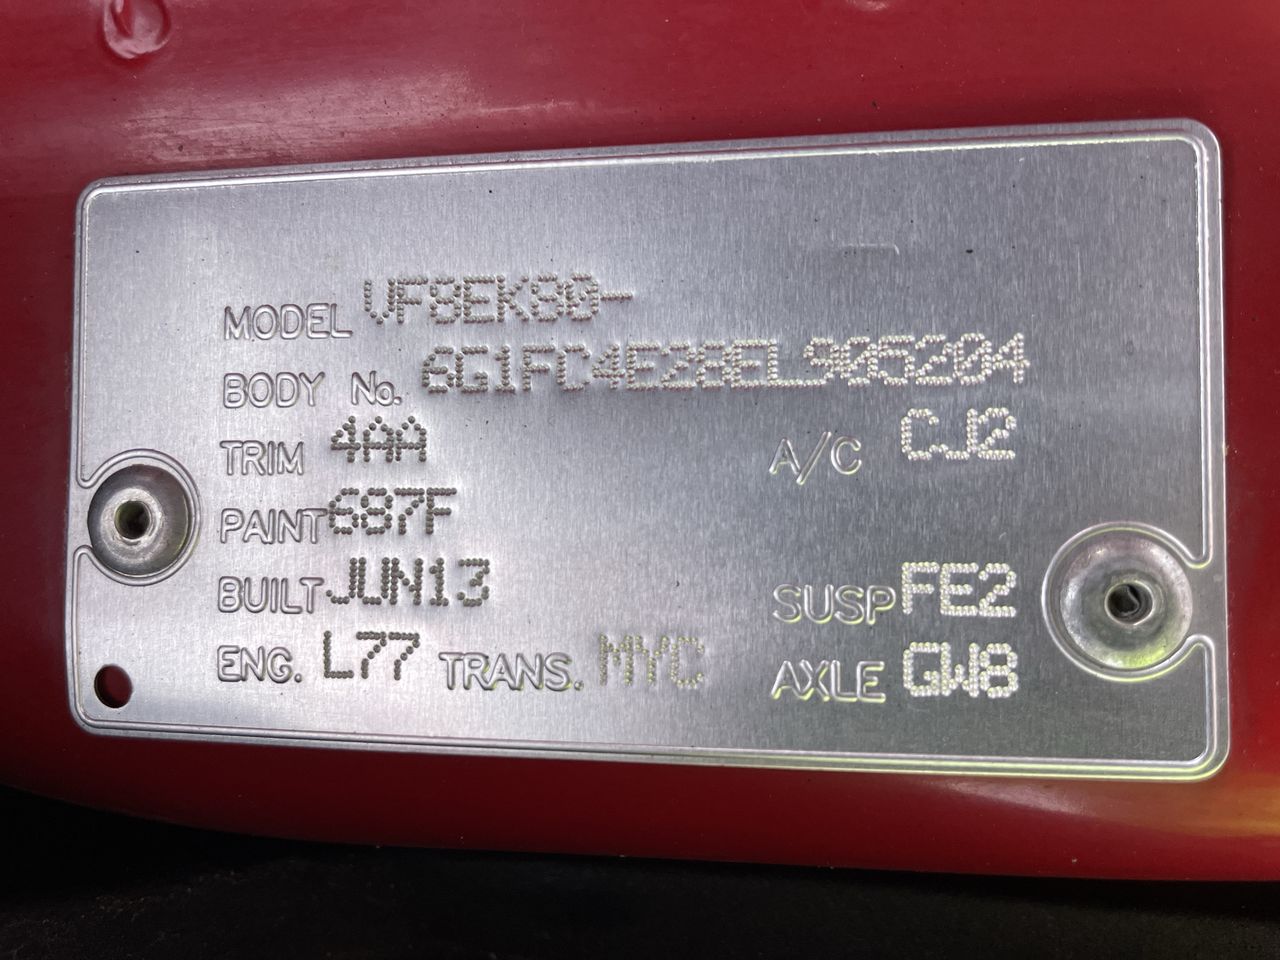 MODEL VF8EK80-
BODY No. 6G1FC4E28EL905204
TRIM 4AA A/C CJ2
PAINT 687F
BUILT JUN13 SUSP FE2
ENG. L77 TRANS. MYC AXLE GW8